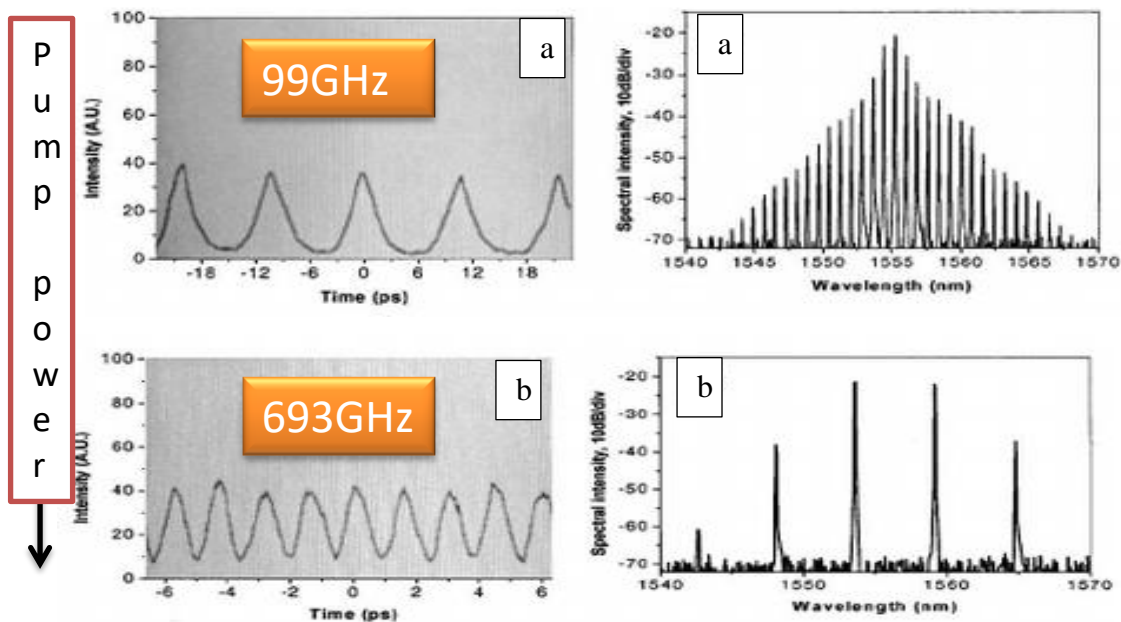 Pump power
100
80
60
40
20
0
Intensity (A.U.)
99GHz
a
-18 -12 -6 0 6 12 18
Time (ps)
-15
-30
-40
-50
-60
-70
Spectral intensity, 10dB/div
a
1540 1545 1550 1555 1560 1565 1570
Wavelength (nm)
100
80
60
40
20
0
Intensity (A.U.)
693GHz
b
-6 -4 -2 0 2 4 6
Time (ps)
-20
-30
-40
-50
-60
-70
Spectral intensity, 10dB/div
b
1540 1550 1560 1570
Wavelength (nm)